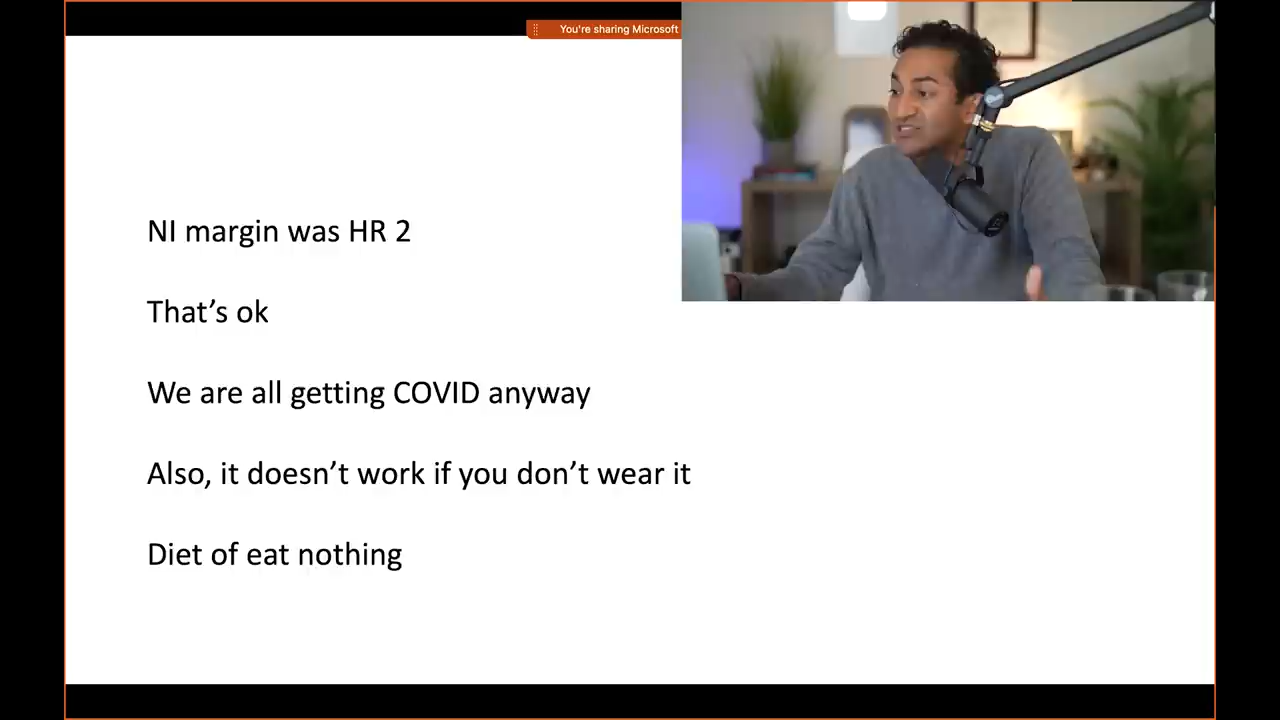 You're sharing Microsoft
NI margin was HR 2
That's ok
We are all getting COVID anyway
Also, it doesn't work if you don't wear it
Diet of eat nothing